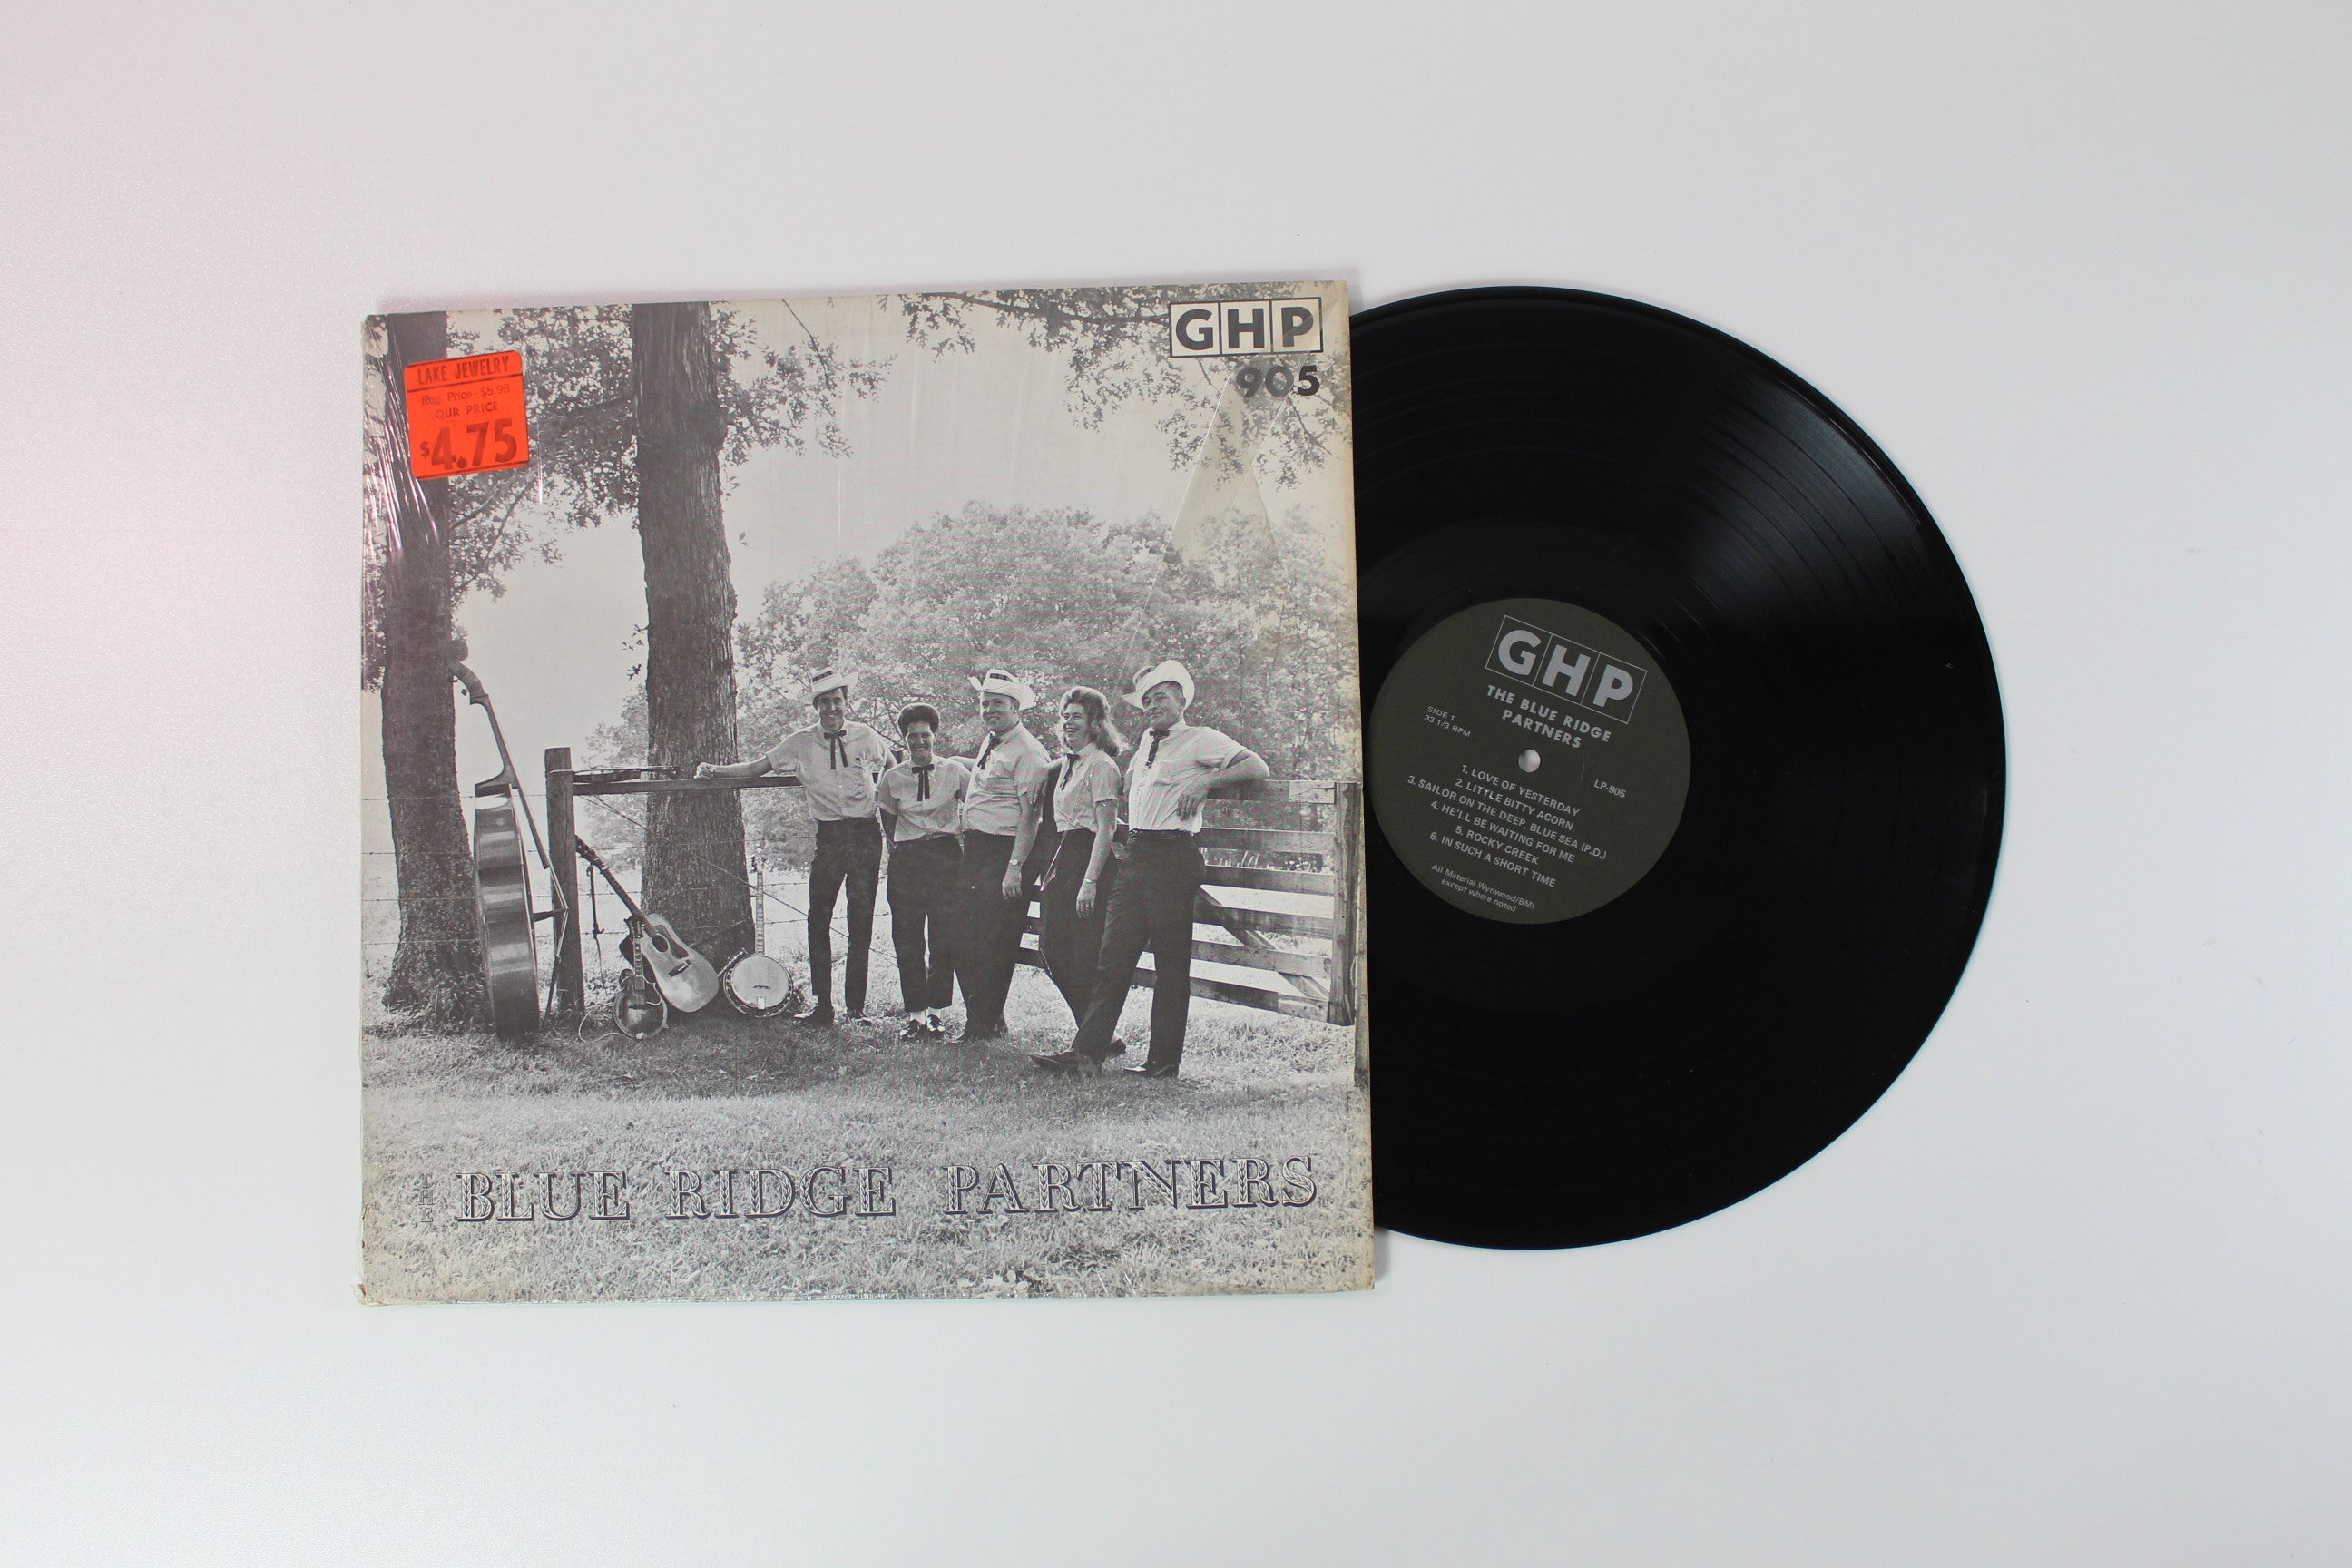 LAKE JEWELRY
Reg. Price - $5.98
OUR PRICE
$4.75
GHP
905
THE BLUE RIDGE PARTNERS
GHP
THE BLUE RIDGE
PARTNERS
SIDE 1
33 1/3 RPM
LP-905
1. LOVE OF YESTERDAY
2. LITTLE BITTY ACORN
3. SAILOR ON THE DEEP, BLUE SEA (P.D.)
4. HE'LL BE WAITING FOR ME
5. ROCKY CREEK
6. IN SUCH A SHORT TIME
All Material Wynwood/BMI
except where noted